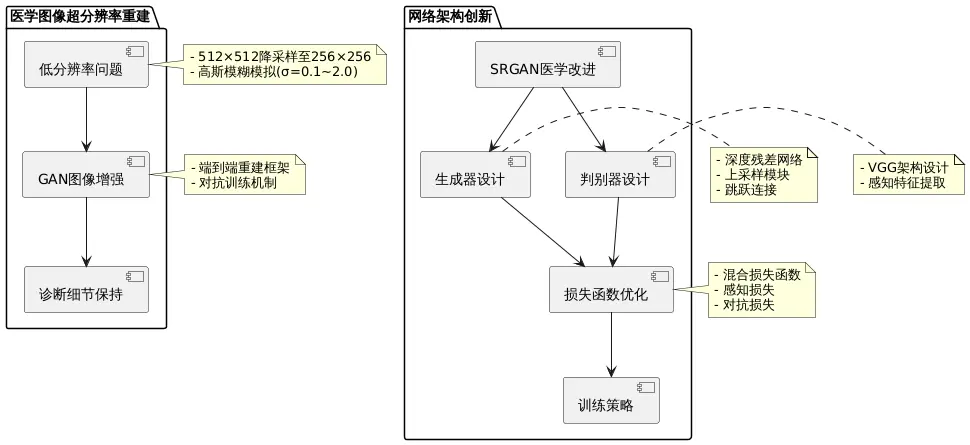 医学图像超分辨率重建
低分辨率问题
- 512×512降采样至256×256
- 高斯模糊模拟(σ=0.1~2.0)
GAN图像增强
- 端到端重建框架
- 对抗训练机制
诊断细节保持
网络架构创新
SRGAN医学改进
生成器设计
判别器设计
- 深度残差网络
- 上采样模块
- 跳跃连接
- VGG架构设计
- 感知特征提取
损失函数优化
- 混合损失函数
- 感知损失
- 对抗损失
训练策略